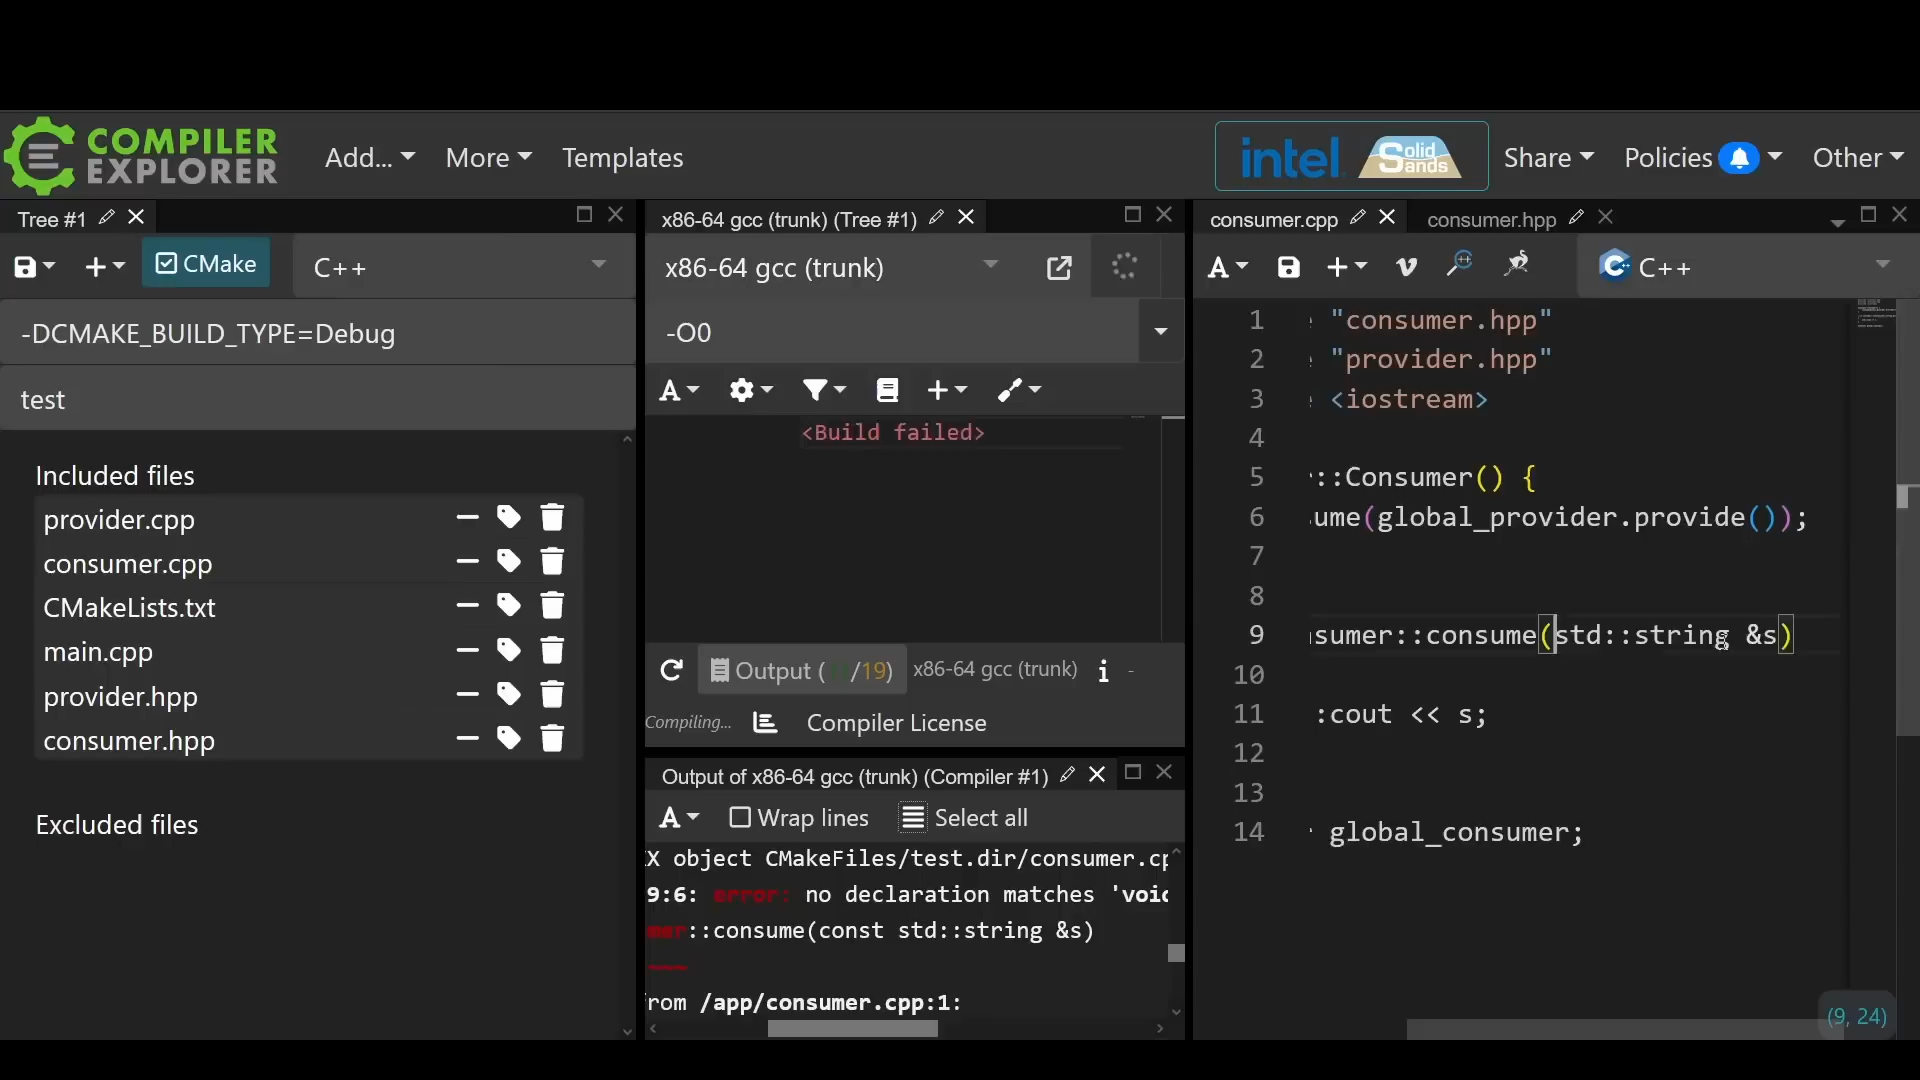 COMPILER
EXPLORER
Add...
More
Templates
intel
Solid
Sands
Share
Policies
Other
Tree #1
CMake
C++
-DCMAKE_BUILD_TYPE=Debug
test
Included files
provider.cpp
consumer.cpp
CMakeLists.txt
main.cpp
provider.hpp
consumer.hpp
Excluded files
x86-64 gcc (trunk) (Tree #1)
x86-64 gcc (trunk)
-O0
A
<Build failed>
Output ( /19)
x86-64 gcc (trunk)
i
-
Compiling...
Compiler License
Output of x86-64 gcc (trunk) (Compiler #1)
A
Wrap lines
Select all
X object CMakeFiles/test.dir/consumer.cp
9:6: error: no declaration matches 'void
mer::consume(const std::string &s)
~~~
from /app/consumer.cpp:1:
consumer.cpp
consumer.hpp
A
C++
1 "consumer.hpp"
2 "provider.hpp"
3 <iostream>
4
5 ::Consumer() {
6 ume(global_provider.provide());
7
8
9 sumer::consume(std::string &s)
10
11 :cout << s;
12
13
14 global_consumer;
(9, 24)